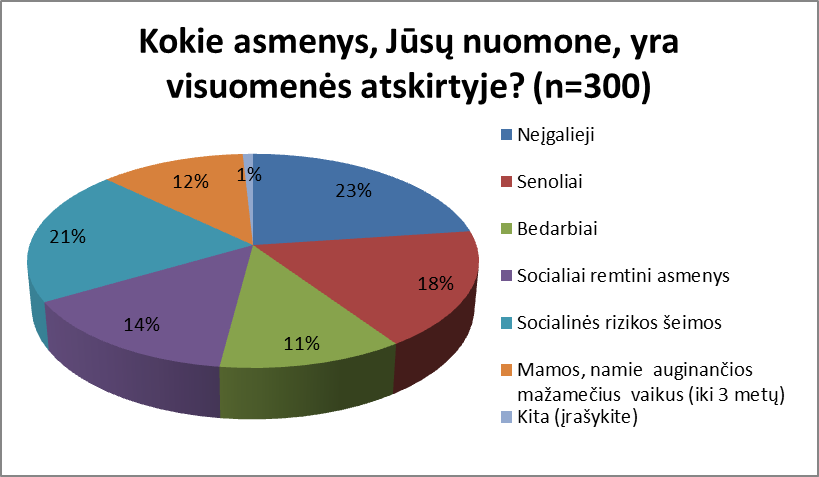 Kokie asmenys, Jūsų nuomone, yra
visuomenės atskirtyje? (n=300)
Neįgalieji
Senoliai
Bedarbiai
Socialiai remtini asmenys
Socialinės rizikos šeimos
Mamos, namie auginančios
mažamečius vaikus (iki 3 metų)
Kita (įrašykite)
23%
18%
11%
14%
21%
12%
1%